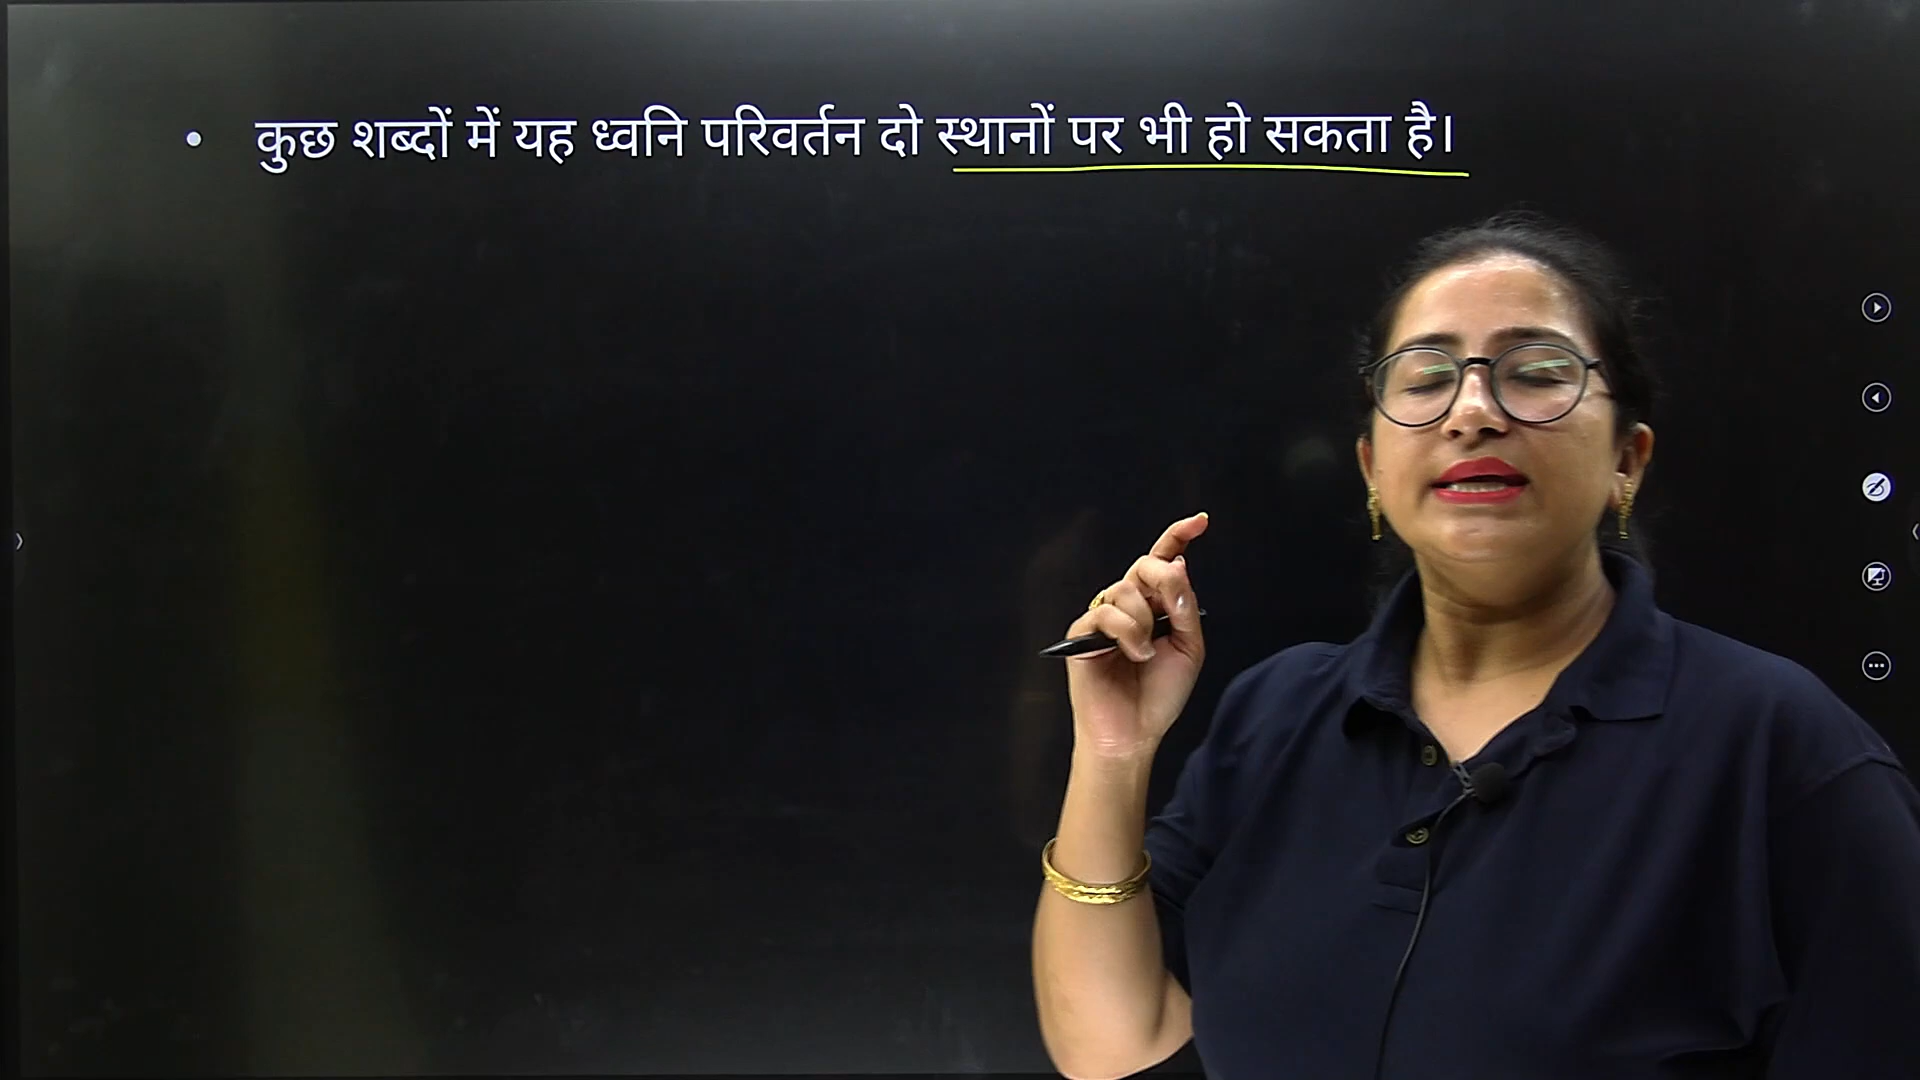 • कुछ शब्दों में यह ध्वनि परिवर्तन दो स्थानों पर भी हो सकता है।